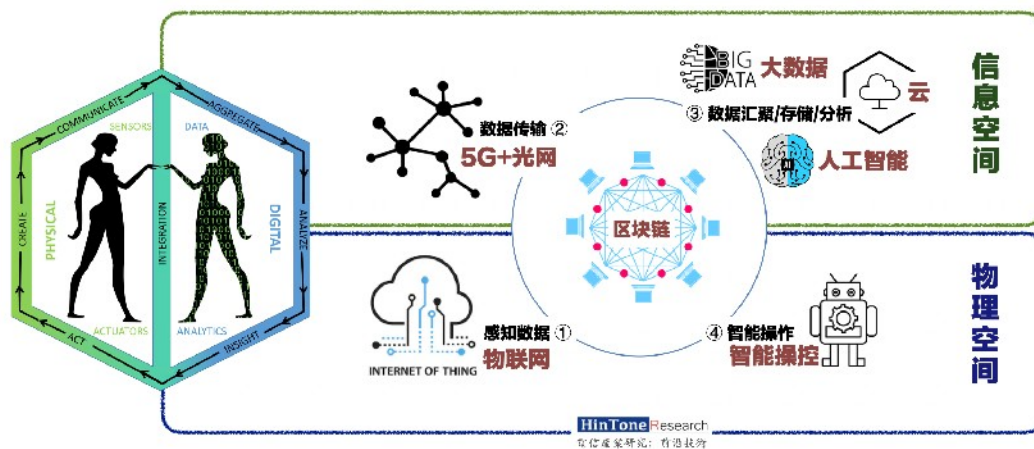 COMMUNICATE
AGGREGATE
SENSORS
DATA
CREATE
PHYSICAL
INTEGRATION
DIGITAL
ANALYZE
ACTUATORS
ANALYTICS
ACT
INSIGHT
数据传输 ②
5G+光网
BIG
DATA
大数据
云
③ 数据汇聚/存储/分析
人工智能
信息空间
区块链
感知数据 ①
物联网
INTERNET OF THING
④ 智能操作
智能操控
物理空间
HinTone Research